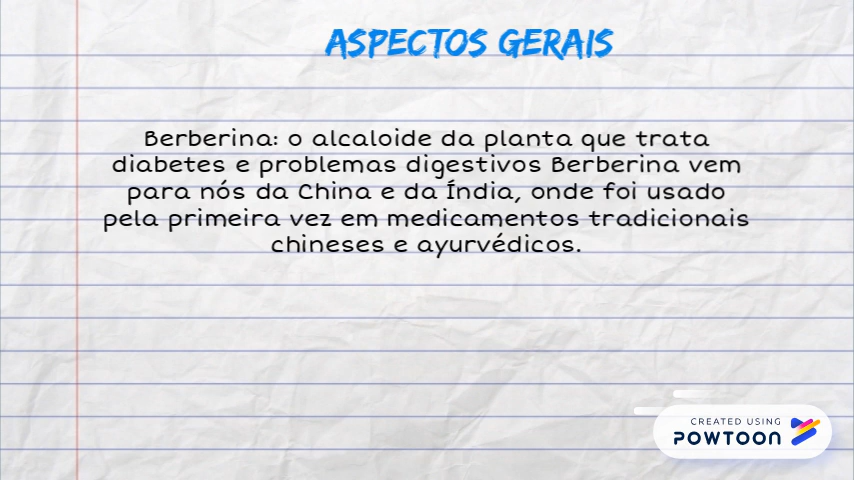 ASPECTOS GERAIS
Berberina: o alcaloide da planta que trata
diabetes e problemas digestivos Berberina vem
para nós da China e da Índia, onde foi usado
pela primeira vez em medicamentos tradicionais
chineses e ayurvédicos.
CREATED USING
POWTOON